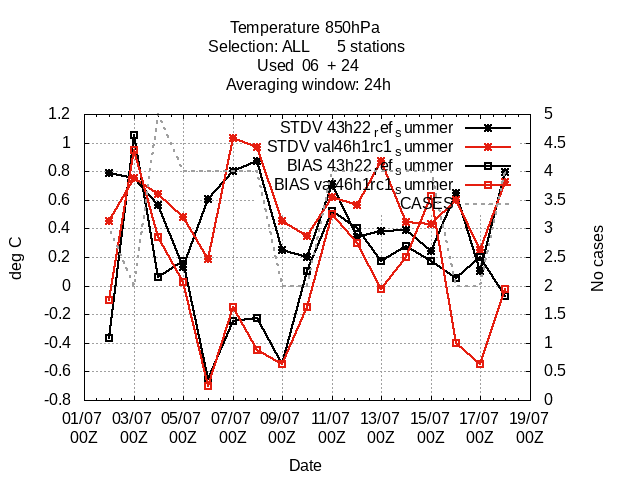 Temperature 850hPa
Selection: ALL 5 stations
Used 06 + 24
Averaging window: 24h
STDV 43h22refsummer
STDV val46h1rc1summer
BIAS 43h22refsummer
BIAS val46h1rc1summer
CASES
1.2
1
0.8
0.6
0.4
0.2
0
-0.2
-0.4
-0.6
-0.8
deg C
5
4.5
4
3.5
3
2.5
2
1.5
1
0.5
0
No cases
01/07 03/07 05/07 07/07 09/07 11/07 13/07 15/07 17/07 19/07
00Z 00Z 00Z 00Z 00Z 00Z 00Z 00Z 00Z 00Z
Date